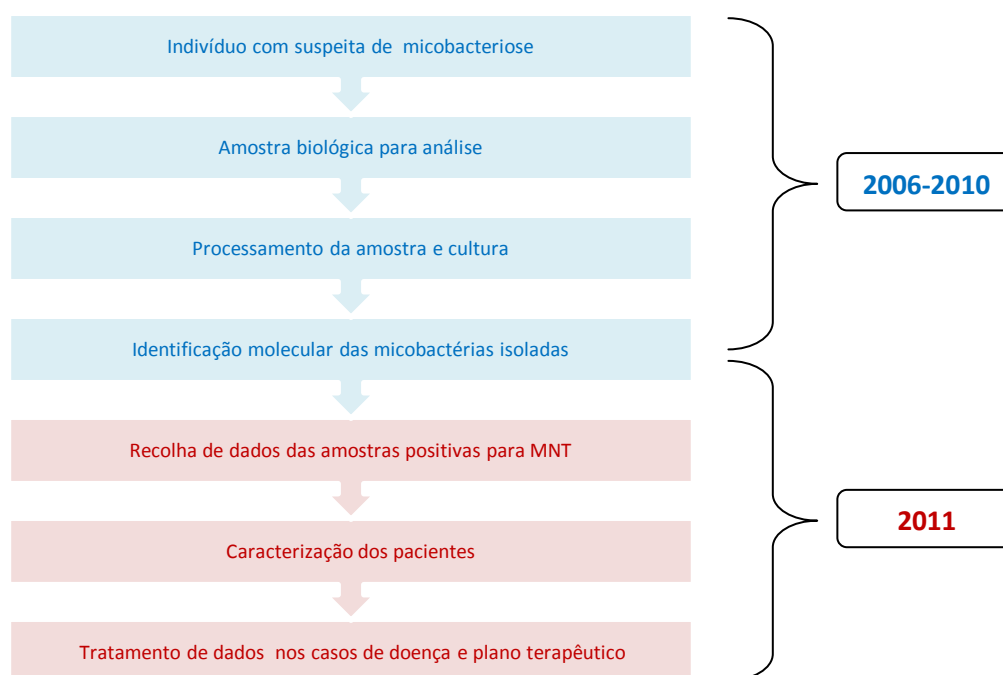 Indivíduo com suspeita de micobacteriose
Amostra biológica para análise
2006-2010
Processamento da amostra e cultura
Identificação molecular das micobactérias isoladas
Recolha de dados das amostras positivas para MNT
2011
Caracterização dos pacientes
Tratamento de dados nos casos de doença e plano terapêutico